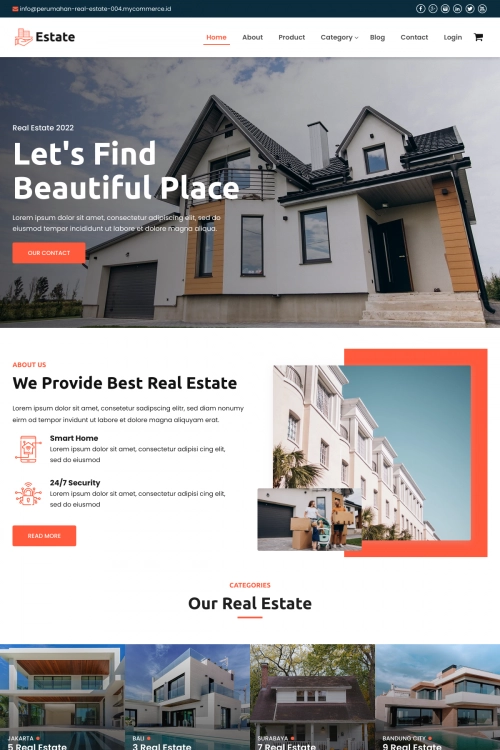 info@perumahan-real-estate-004.mycommerce.id
Estate
Home About Product Category Blog Contact Login
Real Estate 2022
Let's Find
Beautiful Place
Lorem ipsum dolor sit amet, consectetur adipiscing elit, sed do
eiusmod tempor incididunt ut labore et dolore magna aliqua.
OUR CONTACT
ABOUT US
We Provide Best Real Estate
Lorem ipsum dolor sit amet, consetetur sadipscing elitr, sed diam nonumy
eirm od tempor invidunt ut labore et dolore magna aliquyam erat.
Smart Home
Lorem ipsum dolor sit amet, consectetur adipisi cing elit,
sed do eiusmod
24/7 Security
Lorem ipsum dolor sit amet, consectetur adipisi cing elit,
sed do eiusmod
READ MORE
CATEGORIES
Our Real Estate
JAKARTA
5 Real Estate
BALI
3 Real Estate
SURABAYA
7 Real Estate
BANDUNG CITY
9 Real Estate